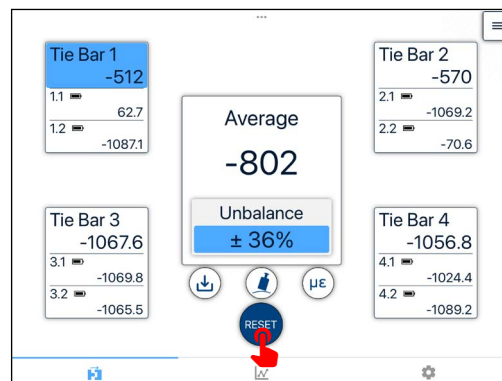 Tie Bar 1
-512
1.1
62.7
1.2
-1087.1
Tie Bar 2
-570
2.1
-1069.2
2.2
-70.6
Average
-802
Unbalance
± 36%
Tie Bar 3
-1067.6
3.1
-1069.8
3.2
-1065.5
Tie Bar 4
-1056.8
4.1
-1024.4
4.2
-1089.2
με
RESET